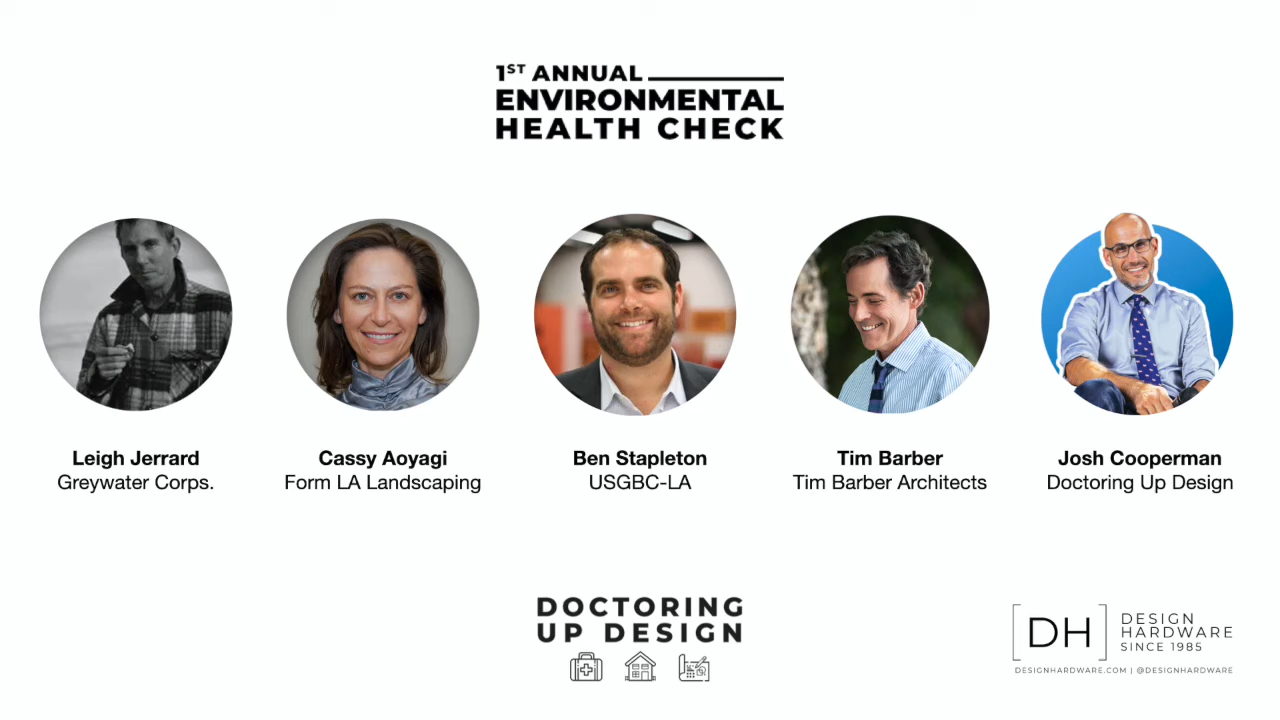 1ST ANNUAL
ENVIRONMENTAL
HEALTH CHECK
Leigh Jerrard
Greywater Corps.
Cassy Aoyagi
Form LA Landscaping
Ben Stapleton
USGBC-LA
Tim Barber
Tim Barber Architects
Josh Cooperman
Doctoring Up Design
DOCTORING
UP DESIGN
[DH]
DESIGN
HARDWARE
SINCE 1985
DESIGNHARDWARE.COM | @DESIGNHARDWARE